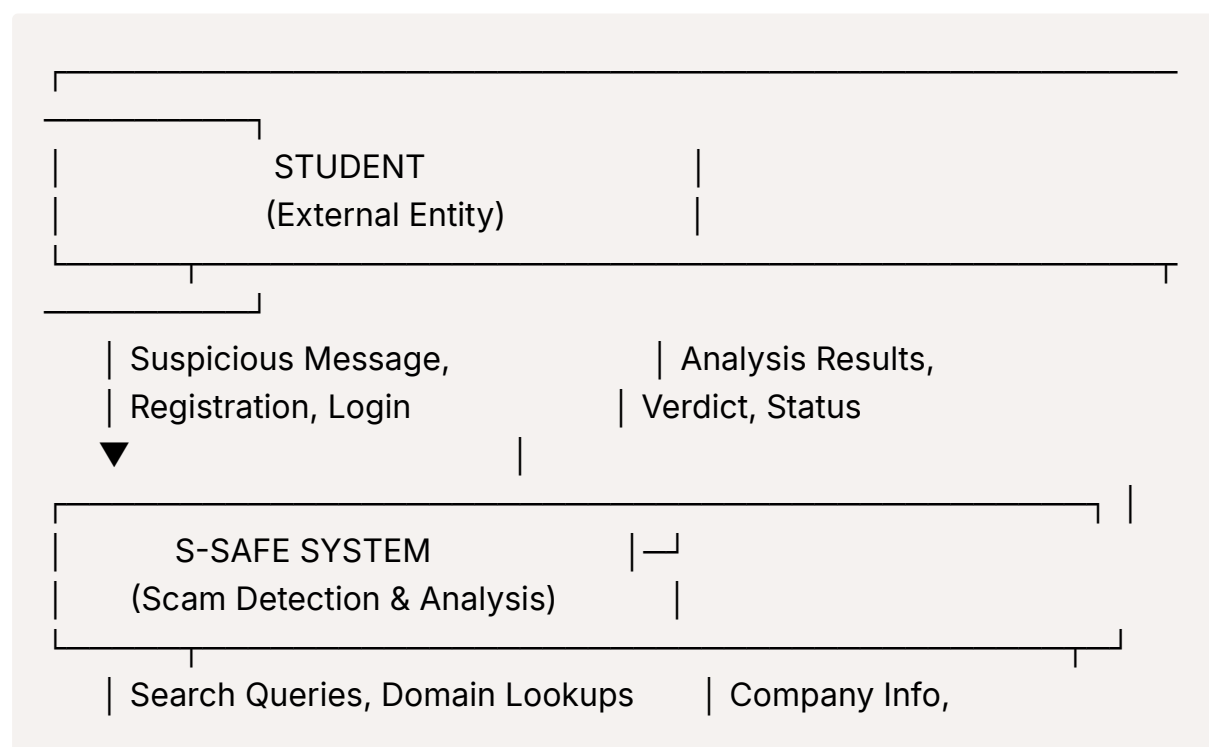 STUDENT
(External Entity)
Suspicious Message, Analysis Results,
Registration, Login Verdict, Status
S-SAFE SYSTEM
(Scam Detection & Analysis)
Search Queries, Domain Lookups Company Info,